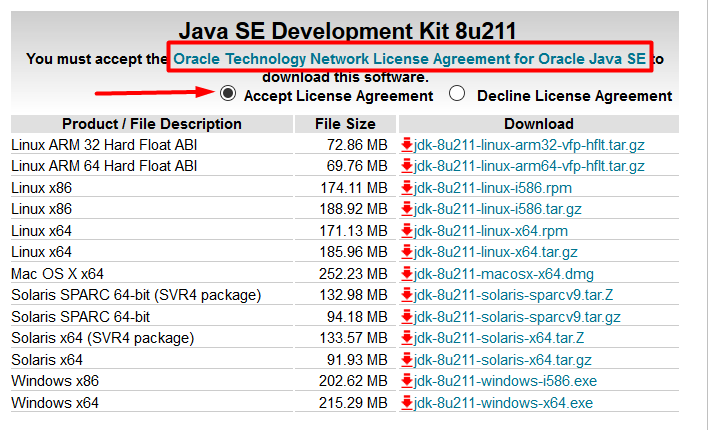 Java SE Development Kit 8u211
You must accept the Oracle Technology Network License Agreement for Oracle Java SE to
download this software.
Accept License Agreement Decline License Agreement
Product / File Description File Size Download
Linux ARM 32 Hard Float ABI 72.86 MB jdk-8u211-linux-arm32-vfp-hflt.tar.gz
Linux ARM 64 Hard Float ABI 69.76 MB jdk-8u211-linux-arm64-vfp-hflt.tar.gz
Linux x86 174.11 MB jdk-8u211-linux-i586.rpm
Linux x86 188.92 MB jdk-8u211-linux-i586.tar.gz
Linux x64 171.13 MB jdk-8u211-linux-x64.rpm
Linux x64 185.96 MB jdk-8u211-linux-x64.tar.gz
Mac OS X x64 252.23 MB jdk-8u211-macosx-x64.dmg
Solaris SPARC 64-bit (SVR4 package) 132.98 MB jdk-8u211-solaris-sparcv9.tar.Z
Solaris SPARC 64-bit 94.18 MB jdk-8u211-solaris-sparcv9.tar.gz
Solaris x64 (SVR4 package) 133.57 MB jdk-8u211-solaris-x64.tar.Z
Solaris x64 91.93 MB jdk-8u211-solaris-x64.tar.gz
Windows x86 202.62 MB jdk-8u211-windows-i586.exe
Windows x64 215.29 MB jdk-8u211-windows-x64.exe